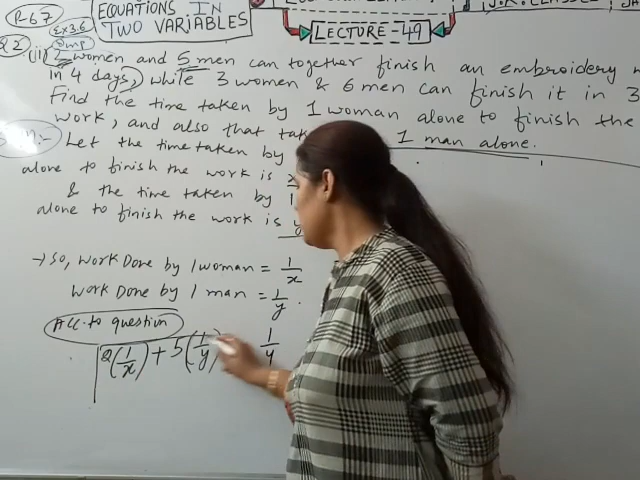 P-67
EQUATIONS IN
TWO VARIABLES
Ex 3.6
LECTURE-49
Q2
Imp
(ii) 2 women and 5 men can together finish an embroidery
in 4 days, while 3 women & 6 men can finish it in 3
Find the time taken by 1 woman alone to finish the
work, and also that 1 man alone.
Let the time taken by
alone to finish the work is x
& the time taken by 1
alone to finish the work is y
→ So, Work Done by 1 woman = 1/x
Work Done by 1 man = 1/y.
Acc. to question
2(1/x) + 5(1/y) 1/4